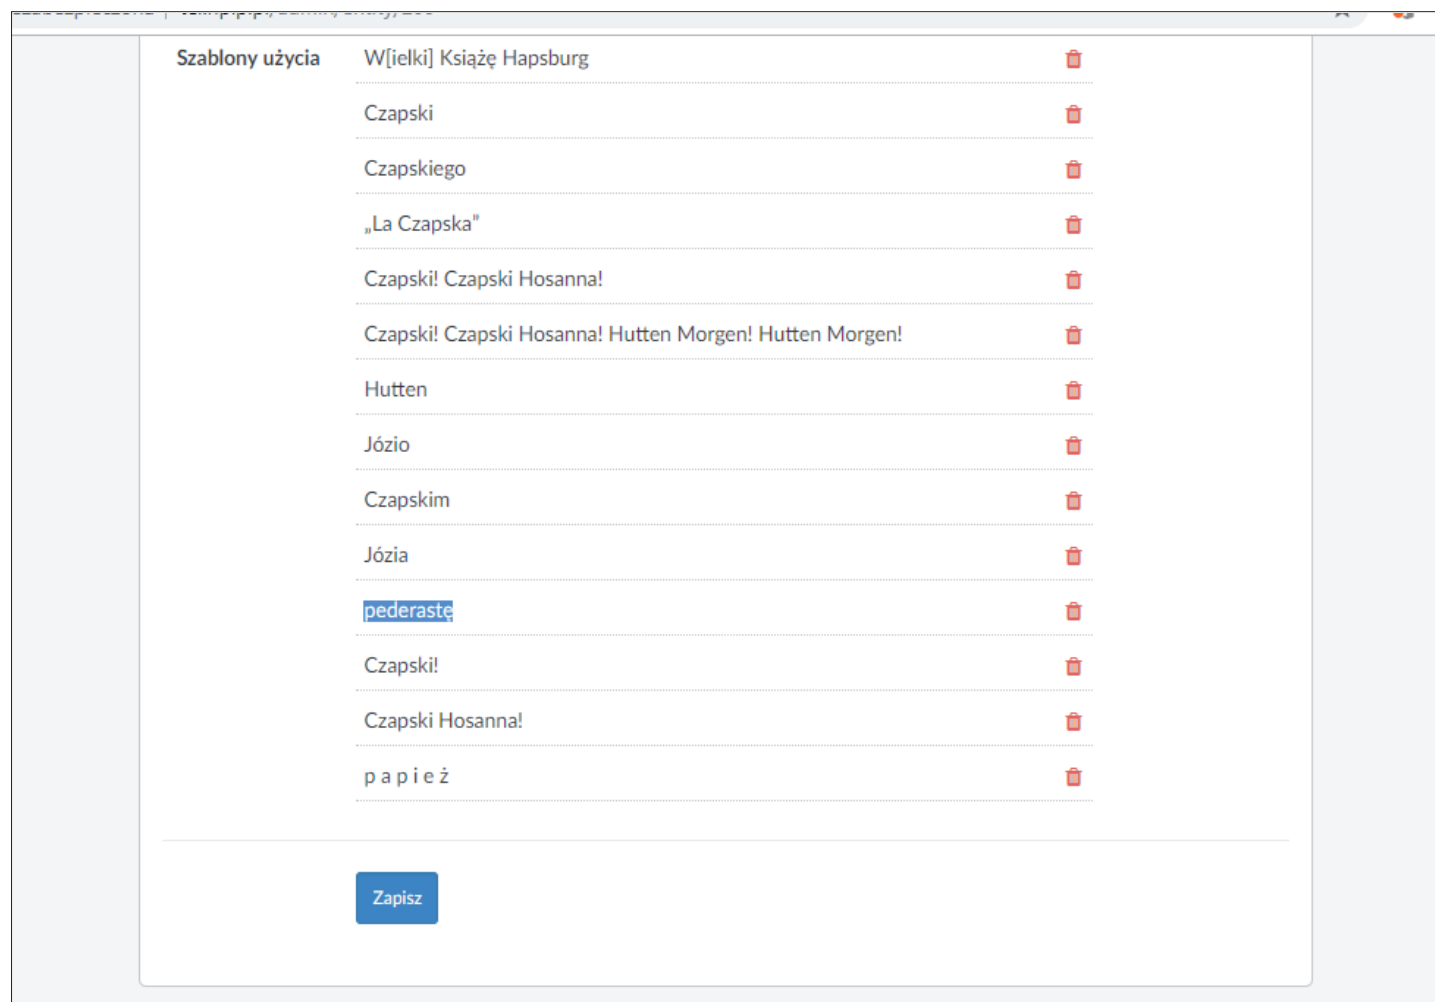 Szablony użycia
W[ielki] Książę Hapsburg
Czapski
Czapskiego
„La Czapska”
Czapski! Czapski Hosanna!
Czapski! Czapski Hosanna! Hutten Morgen! Hutten Morgen!
Hutten
Józio
Czapskim
Józia
pederastę
Czapski!
Czapski Hosanna!
p a p i e ż
Zapisz